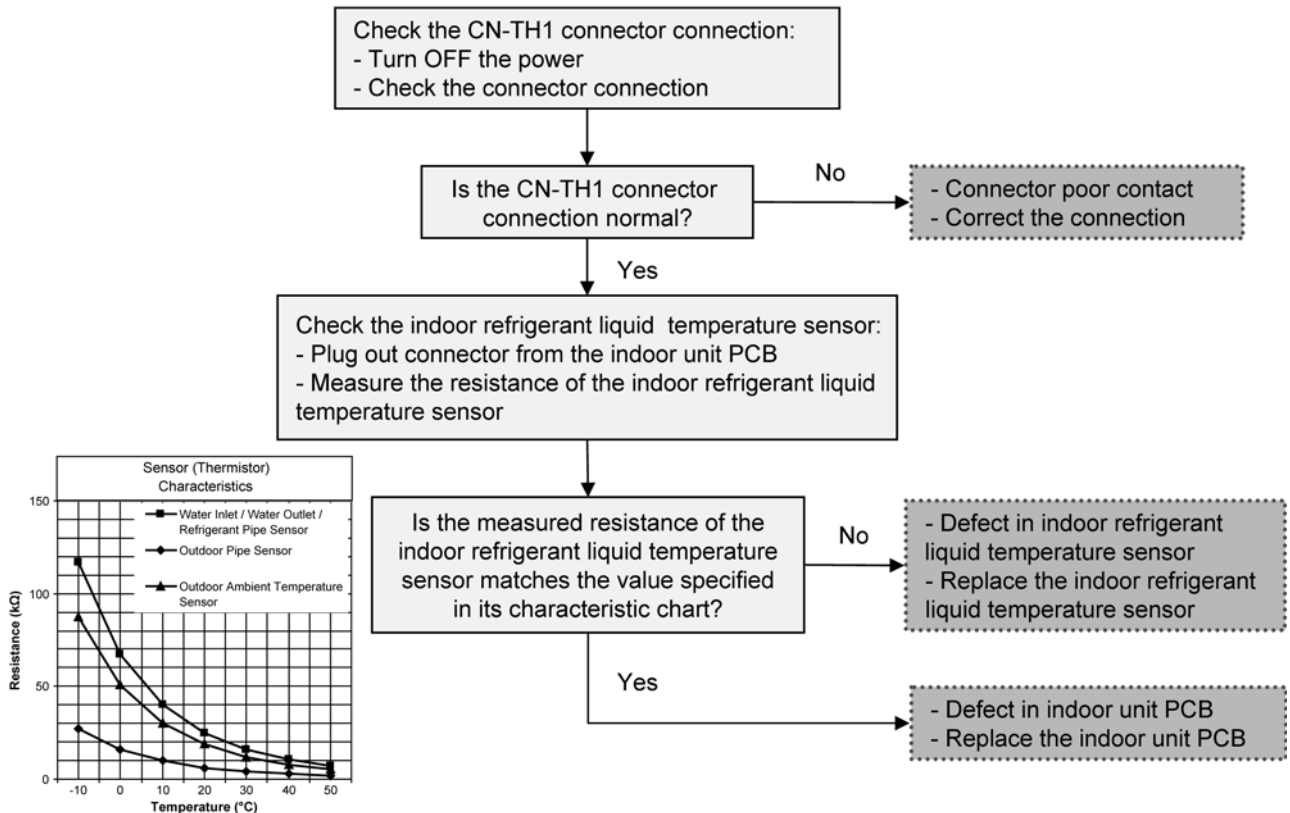 Check the CN-TH1 connector connection:
- Turn OFF the power
- Check the connector connection
Is the CN-TH1 connector
connection normal?
No
- Connector poor contact
- Correct the connection
Yes
Check the indoor refrigerant liquid temperature sensor:
- Plug out connector from the indoor unit PCB
- Measure the resistance of the indoor refrigerant liquid
temperature sensor
Is the measured resistance of the
indoor refrigerant liquid temperature
sensor matches the value specified
in its characteristic chart?
No
- Defect in indoor refrigerant
liquid temperature sensor
- Replace the indoor refrigerant
liquid temperature sensor
Yes
- Defect in indoor unit PCB
- Replace the indoor unit PCB
Sensor (Thermistor)
Characteristics
Water Inlet / Water Outlet /
Refrigerant Pipe Sensor
Outdoor Pipe Sensor
Outdoor Ambient Temperature
Sensor
Resistance (kΩ)
150
100
50
0
-10 0 10 20 30 40 50
Temperature (°C)